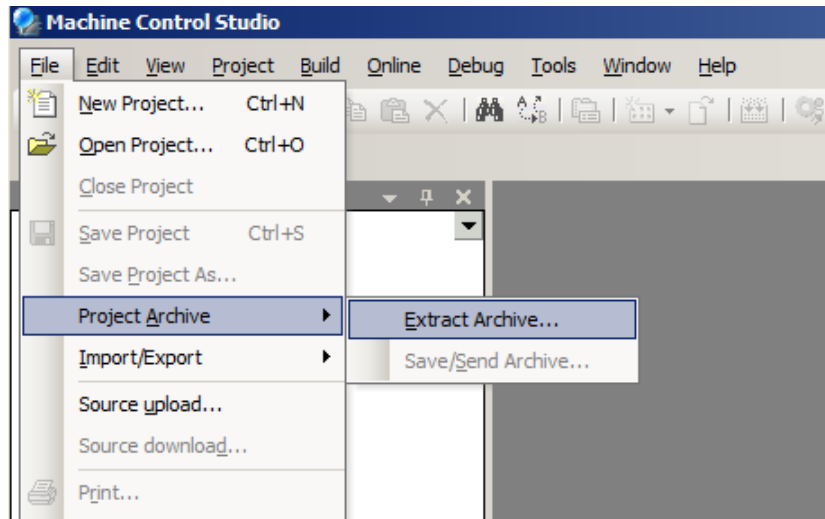 Machine Control Studio
File Edit View Project Build Online Debug Tools Window Help
New Project... Ctrl+N
Open Project... Ctrl+O
Close Project
Save Project Ctrl+S
Save Project As...
Project Archive
Extract Archive...
Import/Export
Save/Send Archive...
Source upload...
Source download...
Print...